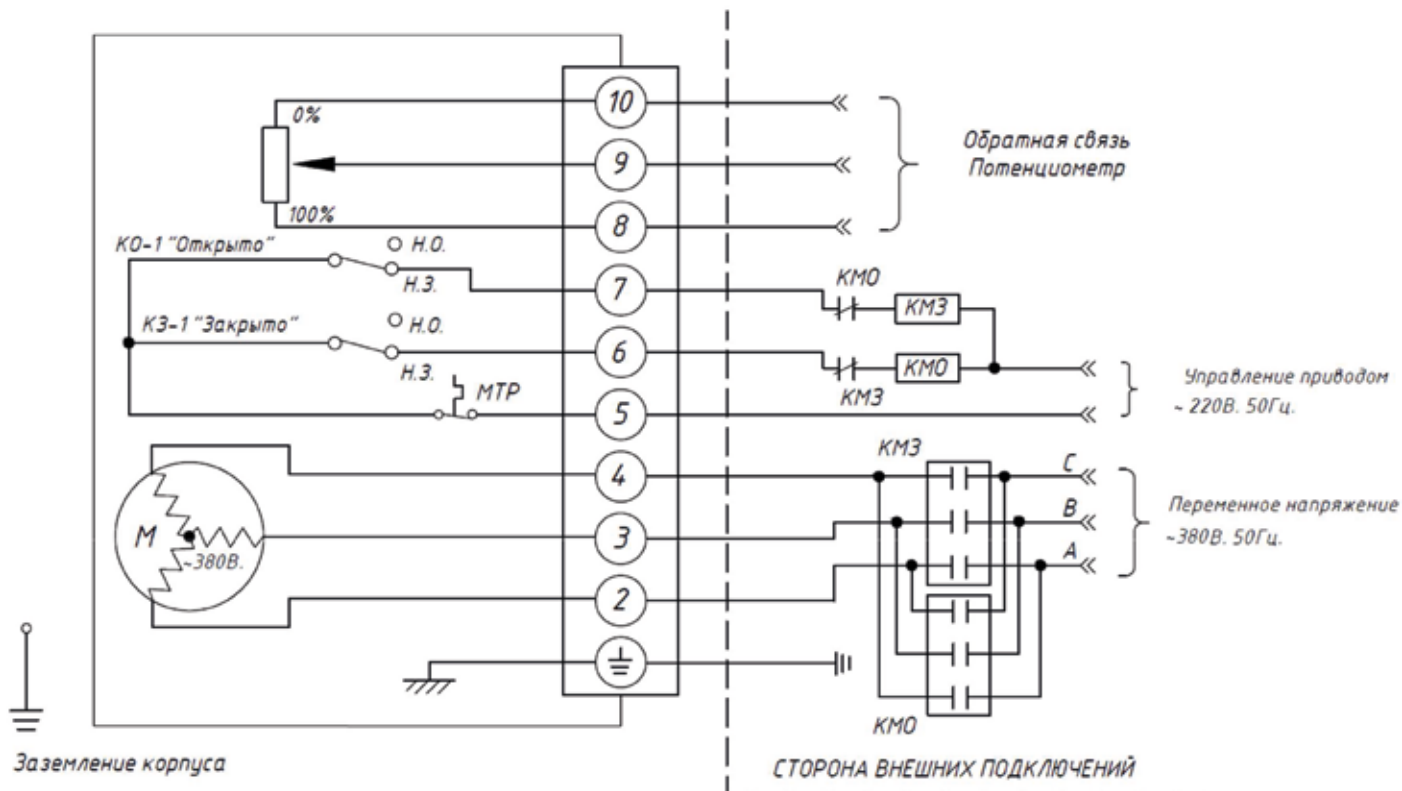 0%
10
9
Обратная связь
Потенциометр
100%
8
КО-1 "Открыто"
Н.О.
Н.З.
7
КМО
КМЗ
КЗ-1 "Закрыто"
Н.О.
Н.З.
6
КМО
КМЗ
МТР
5
Управление приводом
~ 220В. 50Гц.
4
КМЗ
С
М
~380В.
3
В
Переменное напряжение
~380В. 50Гц.
А
2
КМО
Заземление корпуса
СТОРОНА ВНЕШНИХ ПОДКЛЮЧЕНИЙ